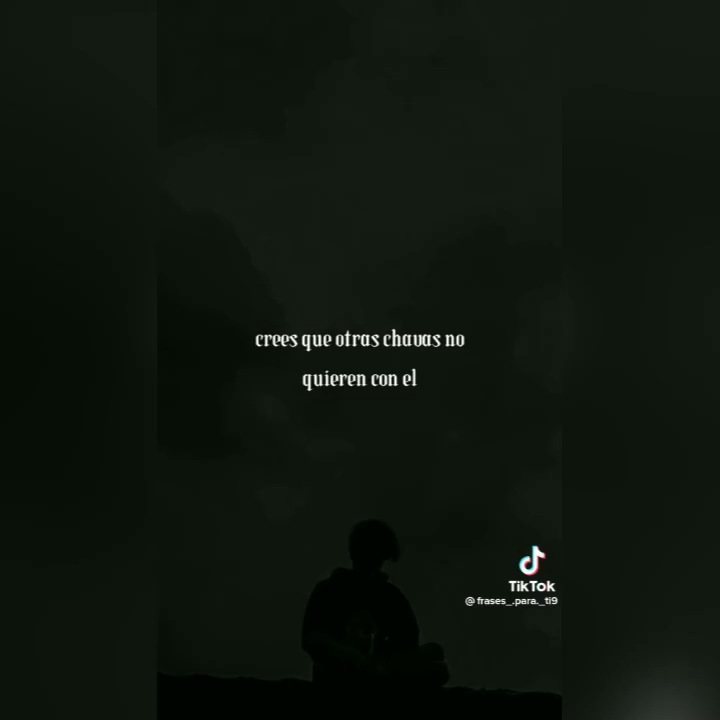 crees que otras chavas no
quieren con el
TikTok
@frases_.para._ti9